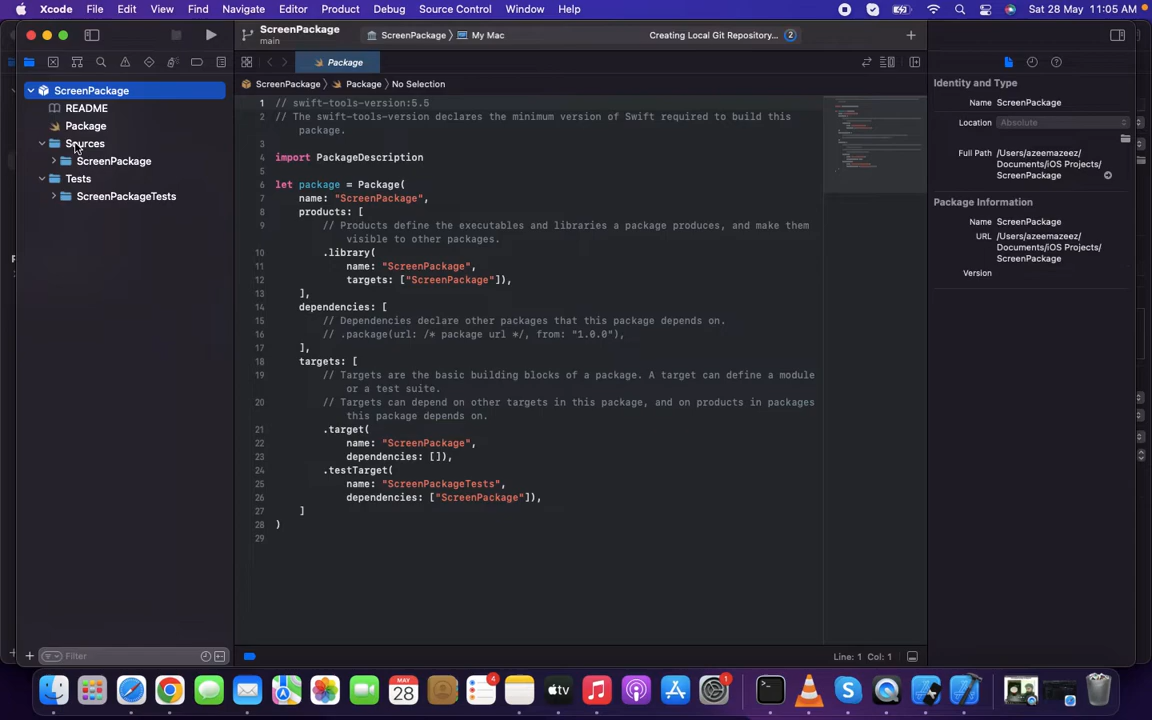 Xcode File Edit View Find Navigate Editor Product Debug Source Control Window Help Sat 28 May 11:05 AM
ScreenPackage
main
ScreenPackage 〉 My Mac
Creating Local Git Repository... 2
Package
ScreenPackage 〉 Package 〉 No Selection
ScreenPackage
README
Package
Sources
ScreenPackage
Tests
ScreenPackageTests
Filter
1 // swift-tools-version:5.5
2 // The swift-tools-version declares the minimum version of Swift required to build this
package.
3
4 import PackageDescription
5
6 let package = Package(
7 name: "ScreenPackage",
8 products: [
9 // Products define the executables and libraries a package produces, and make them
visible to other packages.
10 .library(
11 name: "ScreenPackage",
12 targets: ["ScreenPackage"]),
13 ],
14 dependencies: [
15 // Dependencies declare other packages that this package depends on.
16 // .package(url: /* package url */, from: "1.0.0"),
17 ],
18 targets: [
19 // Targets are the basic building blocks of a package. A target can define a module
or a test suite.
20 // Targets can depend on other targets in this package, and on products in packages
this package depends on.
21 .target(
22 name: "ScreenPackage",
23 dependencies: []),
24 .testTarget(
25 name: "ScreenPackageTests",
26 dependencies: ["ScreenPackage"]),
27 ]
28 )
29
Line: 1 Col: 1
Identity and Type
Name ScreenPackage
Location Absolute
Full Path /Users/azeemazeez/
Documents/iOS Projects/
ScreenPackage
Package Information
Name ScreenPackage
URL /Users/azeemazeez/
Documents/iOS Projects/
ScreenPackage
Version
MAY
28
4
tv
1